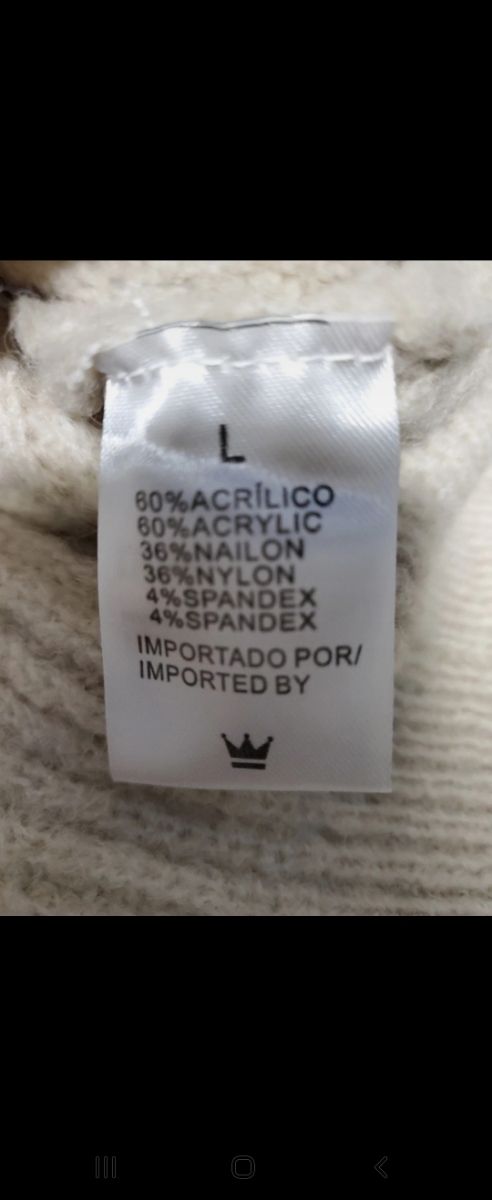 L
60%ACRÍLICO
60%ACRYLIC
36%NAILON
36%NYLON
4%SPANDEX
4%SPANDEX
IMPORTADO POR/
IMPORTED BY